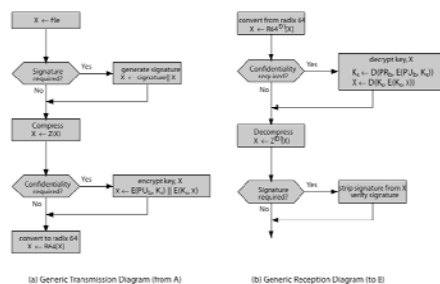 X ← file
Signature
required?
Yes
generate signature
X ← signature || X
No
Compress
X ← Z(X)
Confidentiality
required?
Yes
encrypt key, X
X ← E(PUb, Ks) || E(Ks, X)
No
convert to radix 64
X ← R64(X)
(a) Generic Transmission Diagram (from A)
convert from radix 64
X ← R64⁻¹(X)
Confidentiality
required?
Yes
decrypt key, X
Ks ← D(PRb, E(PUb, Ks))
X ← D(Ks, E(Ks, X))
No
Decompress
X ← Z⁻¹(X)
Signature
required?
Yes
strip signature from X
verify signature
No
(b) Generic Reception Diagram (to E)